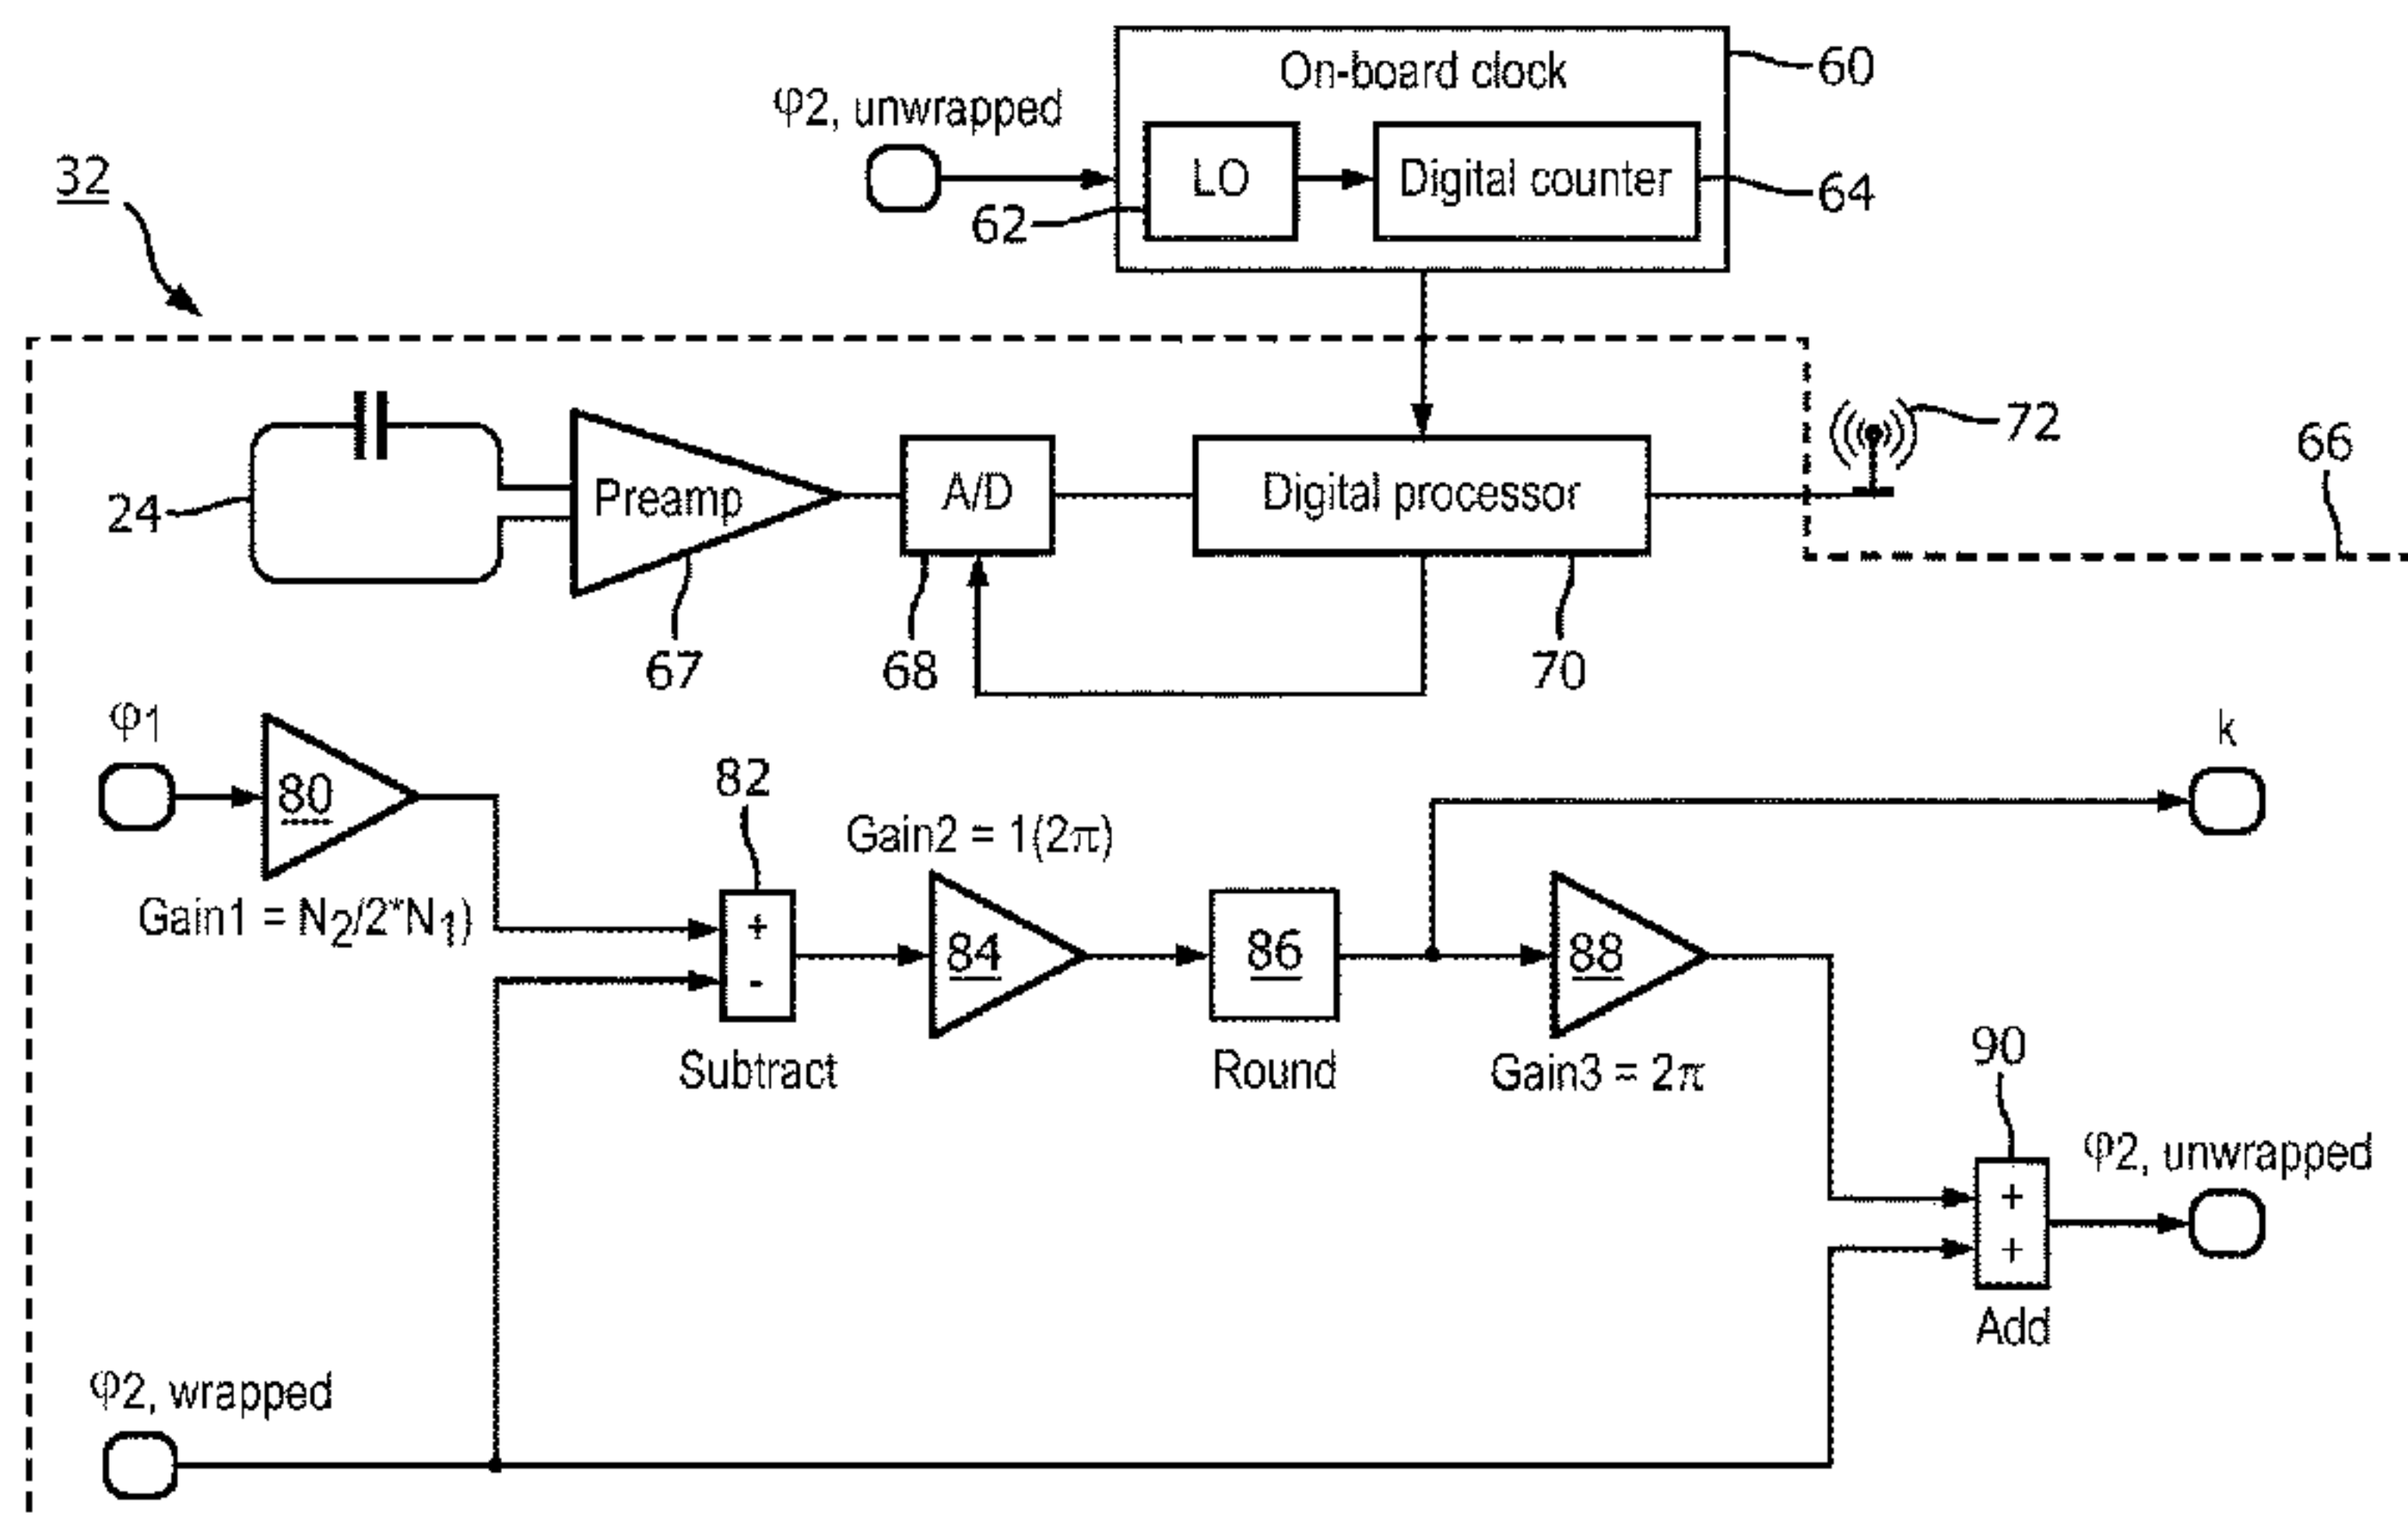 On-board clock
60
φ2, unwrapped
32
LO
Digital counter
64
62
72
66
24
Preamp
A/D
Digital processor
67
68
70
φ1
k
80
82
Gain2 = 1(2π)
Gain1 = N2/2*N1)
+
-
84
86
88
Subtract
Round
Gain3 = 2π
90
φ2, unwrapped
+
+
Add
φ2, wrapped